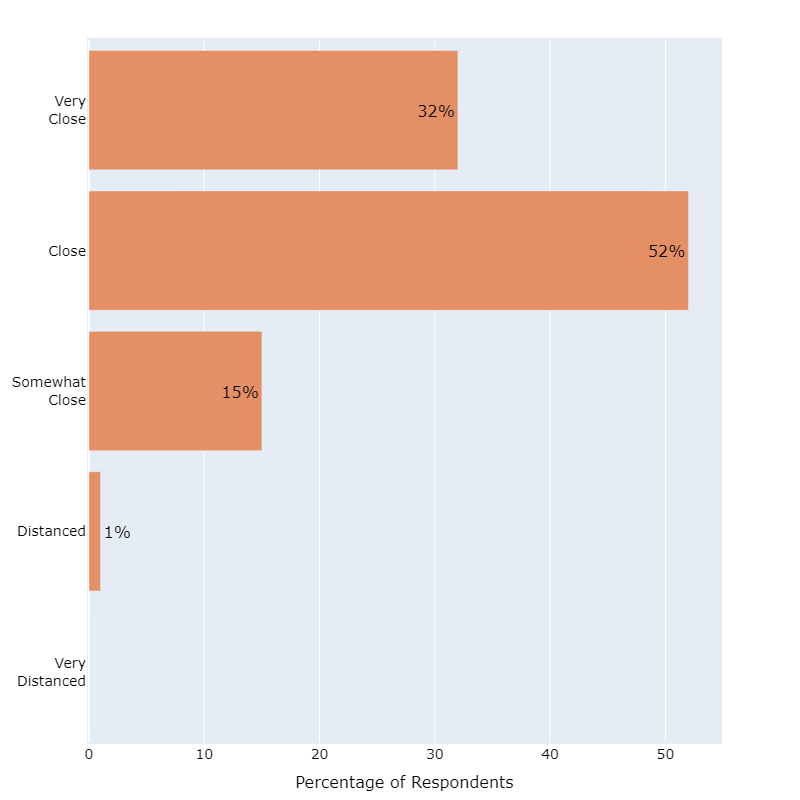 Very
Close
32%
Close
52%
Somewhat
Close
15%
Distanced
1%
Very
Distanced
0
10
20
30
40
50
Percentage of Respondents